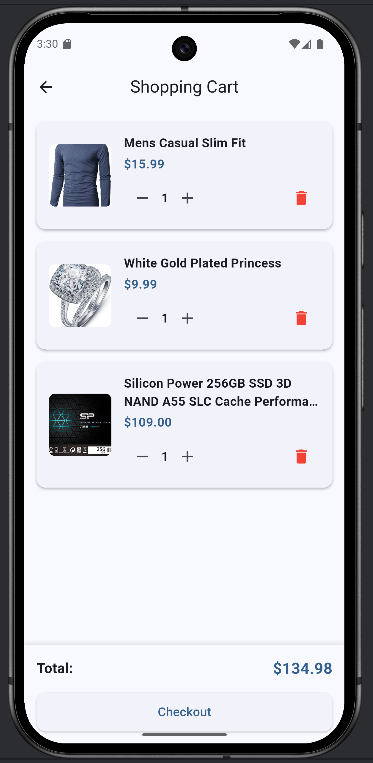 3:30
Shopping Cart
Mens Casual Slim Fit
$15.99
1
White Gold Plated Princess
$9.99
1
Silicon Power 256GB SSD 3D
NAND A55 SLC Cache Performa...
SP
$109.00
1
Total:
$134.98
Checkout